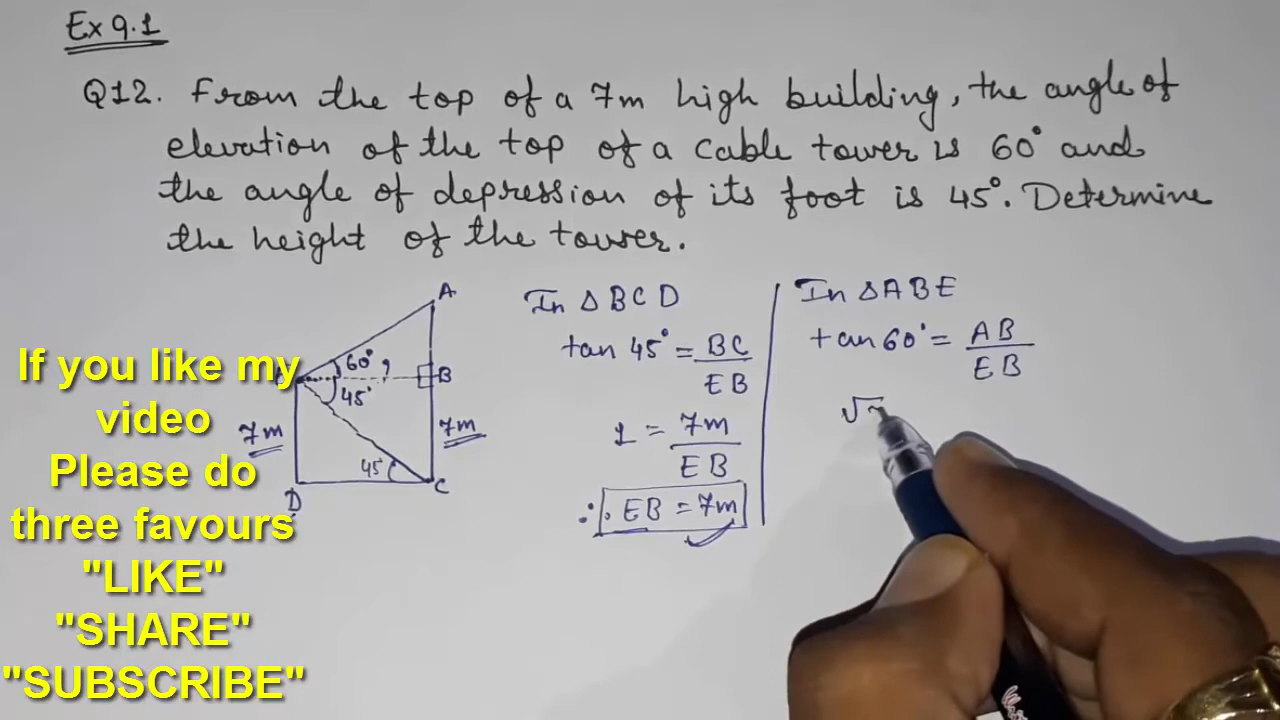 Ex 9.1
Q12. From the top of a 7m high building, the angle of
elevation of the top of a cable tower is 60° and
the angle of depression of its foot is 45°. Determine
the height of the tower.
A
60°
?
B
45°
7m
7m
45°
D
C
In △ BCD
tan 45° = BC
EB
1 = 7m
EB
∴ EB = 7m
In △ ABE
tan 60° = AB
EB
If you like my
video
Please do
three favours
"LIKE"
"SHARE"
"SUBSCRIBE"